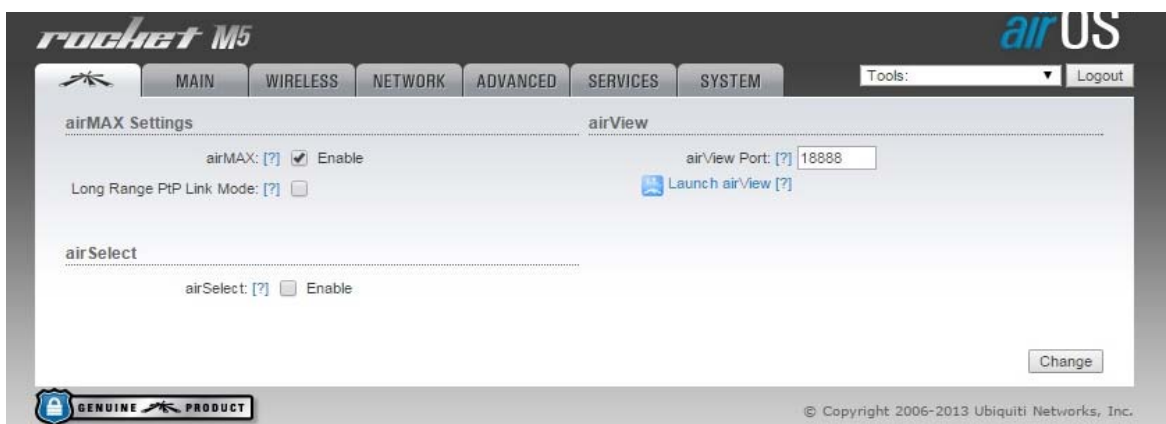 rocket M5
airOS
MAIN WIRELESS NETWORK ADVANCED SERVICES SYSTEM
Tools: Logout
airMAX Settings
airMAX: [?] Enable
Long Range PtP Link Mode: [?]
airSelect
airSelect: [?] Enable
airView
airView Port: [?] 18888
Launch airView [?]
Change
GENUINE PRODUCT
© Copyright 2006-2013 Ubiquiti Networks, Inc.